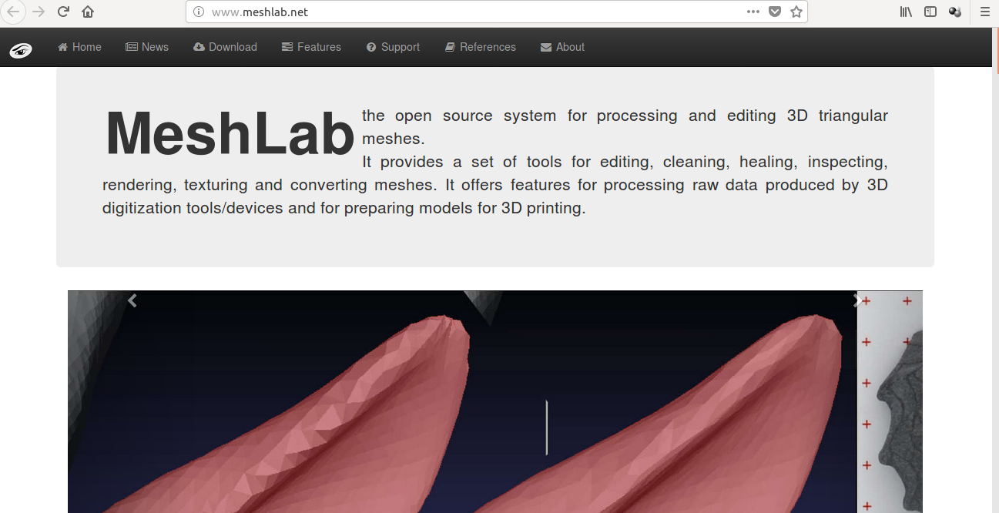 www.meshlab.net
Home News Download Features Support References About
MeshLab
the open source system for processing and editing 3D triangular
meshes.
It provides a set of tools for editing, cleaning, healing, inspecting,
rendering, texturing and converting meshes. It offers features for processing raw data produced by 3D
digitization tools/devices and for preparing models for 3D printing.